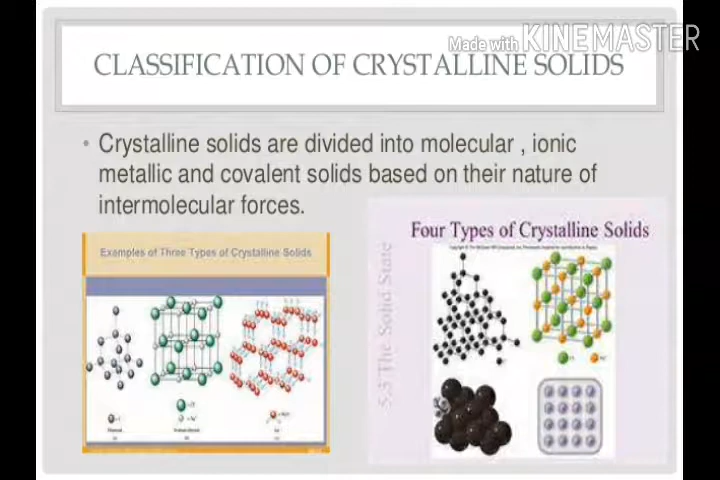 Made with KINEMASTER
CLASSIFICATION OF CRYSTALLINE SOLIDS
• Crystalline solids are divided into molecular , ionic
metallic and covalent solids based on their nature of
intermolecular forces.
Examples of Three Types of Crystalline Solids
Four Types of Crystalline Solids
5.3 The Solid State